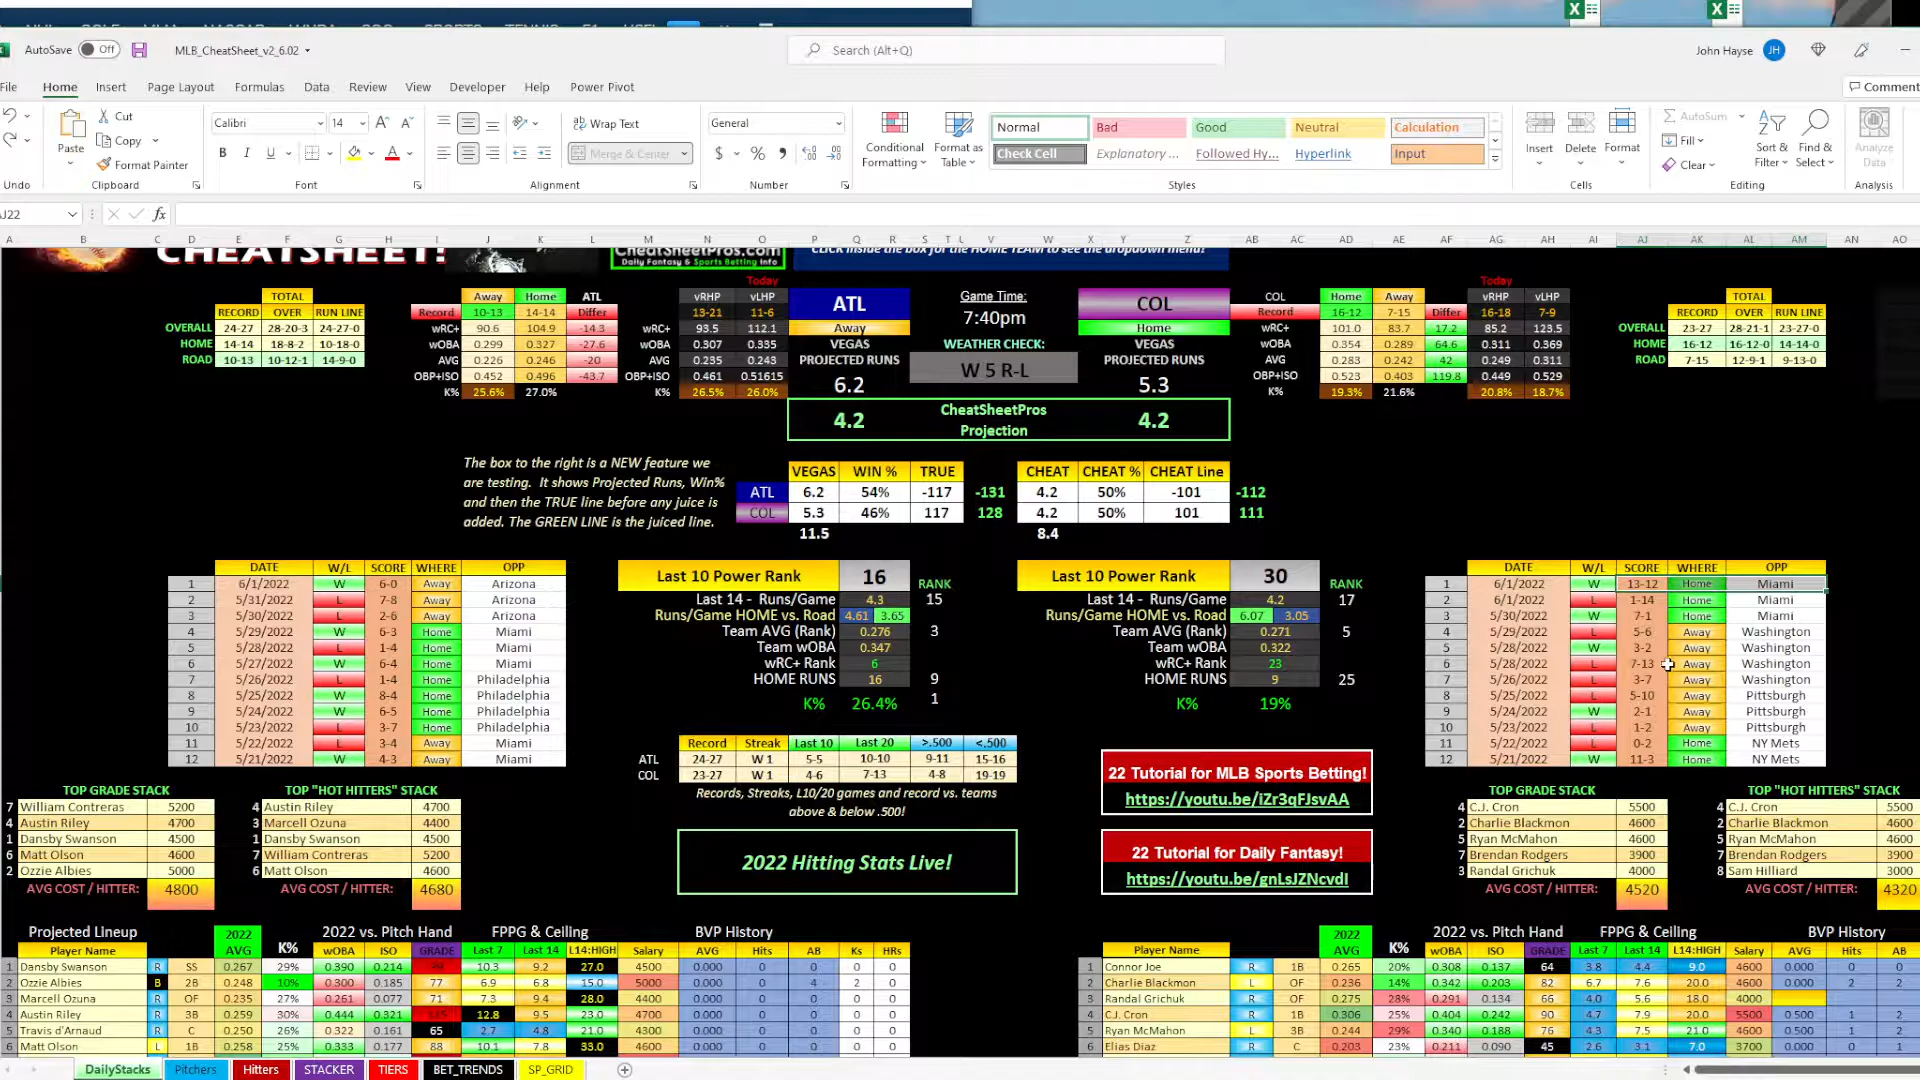 AutoSave Off MLB_CheatSheet_v2_6.02 Search (Alt+Q) John Hayse JH
File Home Insert Page Layout Formulas Data Review View Developer Help Power Pivot Comment
Paste Cut Copy Format Painter Calibri 14 Wrap Text Merge & Center General Conditional Formatting Format as Table Normal Bad Good Neutral Calculation Check Cell Explanatory ... Followed Hy... Hyperlink Input Insert Delete Format AutoSum Fill Clear Sort & Filter Find & Select Analyze Data
Undo Clipboard Font Alignment Number Styles Cells Editing Analysis
J22 fx
A B C D E F G H I J K L M N O P Q R S T V W X Y Z AB AC AD AE AF AG AH AI AJ AK AL AM AN AO
CHEATSHEET! CheatSheetPros.com CLICK inside the box for the HOME TEAM to see the dropdown menu!
Daily Fantasy & Sports Betting Info
TOTAL
RECORD OVER RUN LINE
OVERALL 24-27 28-20-3 24-27-0
HOME 14-14 18-8-2 10-18-0
ROAD 10-13 10-12-1 14-9-0
Away Home ATL
Record 10-13 14-14 Differ
wRC+ 90.6 104.9 -14.3
wOBA 0.299 0.327 -27.6
AVG 0.226 0.246 -20
OBP+ISO 0.452 0.496 -43.7
K% 25.6% 27.0%
Today
vRHP vLHP
13-21 11-6
wRC+ 93.5 112.1
wOBA 0.307 0.335
AVG 0.235 0.243
OBP+ISO 0.461 0.51615
K% 26.5% 26.0%
ATL Game Time: COL
Away 7:40pm Home
VEGAS WEATHER CHECK: VEGAS
PROJECTED RUNS W 5 R-L PROJECTED RUNS
6.2 5.3
4.2 CheatSheetPros Projection 4.2
COL Home Away
Record 16-12 7-15 Differ
wRC+ 101.0 83.7 17.2
wOBA 0.354 0.289 64.6
AVG 0.283 0.242 42
OBP+ISO 0.523 0.403 119.8
K% 19.3% 21.6%
Today
vRHP vLHP
16-18 7-9
85.2 123.5
0.311 0.369
0.249 0.311
0.449 0.529
20.8% 18.7%
TOTAL
RECORD OVER RUN LINE
OVERALL 23-27 28-21-1 23-27-0
HOME 16-12 16-12-0 14-14-0
ROAD 7-15 12-9-1 9-13-0
The box to the right is a NEW feature we
are testing. It shows Projected Runs, Win%
and then the TRUE line before any juice is
added. The GREEN LINE is the juiced line.
VEGAS WIN % TRUE CHEAT CHEAT % CHEAT Line
ATL 6.2 54% -117 -131 4.2 50% -101 -112
COL 5.3 46% 117 128 4.2 50% 101 111
11.5 8.4
DATE W/L SCORE WHERE OPP
1 6/1/2022 W 6-0 Away Arizona
2 5/31/2022 L 7-8 Away Arizona
3 5/30/2022 L 2-6 Away Arizona
4 5/29/2022 W 6-3 Home Miami
5 5/28/2022 L 1-4 Home Miami
6 5/27/2022 W 6-4 Home Miami
7 5/26/2022 L 1-4 Home Philadelphia
8 5/25/2022 W 8-4 Home Philadelphia
9 5/24/2022 W 6-5 Home Philadelphia
10 5/23/2022 L 3-7 Home Philadelphia
11 5/22/2022 L 3-4 Away Miami
12 5/21/2022 W 4-3 Away Miami
Last 10 Power Rank 16 RANK
Last 14 - Runs/Game 4.3 15
Runs/Game HOME vs. Road 4.61 3.65
Team AVG (Rank) 0.276 3
Team wOBA 0.347
wRC+ Rank 6
HOME RUNS 16 9
K% 26.4% 1
Last 10 Power Rank 30 RANK
Last 14 - Runs/Game 4.2 17
Runs/Game HOME vs. Road 6.07 3.05
Team AVG (Rank) 0.271 5
Team wOBA 0.322
wRC+ Rank 23
HOME RUNS 9 25
K% 19%
DATE W/L SCORE WHERE OPP
1 6/1/2022 W 13-12 Home Miami
2 6/1/2022 L 1-14 Home Miami
3 5/30/2022 W 7-1 Home Miami
4 5/29/2022 L 5-6 Away Washington
5 5/28/2022 W 3-2 Away Washington
6 5/28/2022 L 7-13 Away Washington
7 5/26/2022 L 3-7 Away Washington
8 5/25/2022 L 5-10 Away Pittsburgh
9 5/24/2022 W 2-1 Away Pittsburgh
10 5/23/2022 L 1-2 Away Pittsburgh
11 5/22/2022 L 0-2 Home NY Mets
12 5/21/2022 W 11-3 Home NY Mets
Record Streak Last 10 Last 20 >.500 <.500
ATL 24-27 W 1 5-5 10-10 9-11 15-16
COL 23-27 W 1 4-6 7-13 4-8 19-19
Records, Streaks, L10/20 games and record vs. teams
above & below .500!
2022 Hitting Stats Live!
22 Tutorial for MLB Sports Betting!
https://youtu.be/iZr3qFJsvAA
22 Tutorial for Daily Fantasy!
https://youtu.be/gnLsJZNcvdI
TOP GRADE STACK
7 William Contreras 5200
4 Austin Riley 4700
1 Dansby Swanson 4500
6 Matt Olson 4600
2 Ozzie Albies 5000
AVG COST / HITTER: 4800
TOP "HOT HITTERS" STACK
4 Austin Riley 4700
3 Marcell Ozuna 4400
1 Dansby Swanson 4500
7 William Contreras 5200
6 Matt Olson 4600
AVG COST / HITTER: 4680
TOP GRADE STACK
4 C.J. Cron 5500
2 Charlie Blackmon 4600
5 Ryan McMahon 4600
7 Brendan Rodgers 3900
3 Randal Grichuk 4000
AVG COST / HITTER: 4520
TOP "HOT HITTERS" STACK
4 C.J. Cron 5500
2 Charlie Blackmon 4600
5 Ryan McMahon 4600
7 Brendan Rodgers 3900
8 Sam Hilliard 3000
AVG COST / HITTER: 4320
Projected Lineup 2022 2022 vs. Pitch Hand FPPG & Ceiling BVP History
Player Name AVG K% wOBA ISO GRADE Last 7 Last 14 L14:HIGH Salary AVG Hits AB Ks HRs
1 Dansby Swanson R SS 0.267 29% 0.390 0.214 10.3 9.2 27.0 4500 0.000 0 0 0 0
2 Ozzie Albies B 2B 0.248 10% 0.300 0.185 77 6.9 6.8 15.0 5000 0.000 0 4 2 0
3 Marcell Ozuna R OF 0.235 27% 0.261 0.077 71 7.3 9.4 28.0 4400 0.000 0 0 0 0
4 Austin Riley R 3B 0.259 30% 0.444 0.321 12.8 9.5 23.0 4700 0.000 0 0 0 0
5 Travis d'Arnaud R C 0.250 26% 0.322 0.161 65 2.7 4.8 21.0 4300 0.000 0 0 0 0
6 Matt Olson L 1B 0.258 25% 0.333 0.177 88 10.1 7.8 33.0 4600 0.000 0 0 0 0
2022 2022 vs. Pitch Hand FPPG & Ceiling BVP History
Player Name AVG K% wOBA ISO GRADE Last 7 Last 14 L14:HIGH Salary AVG Hits AB
1 Connor Joe R 1B 0.265 20% 0.308 0.137 64 3.8 4.4 9.0 4600 0.000 0 0
2 Charlie Blackmon L OF 0.236 14% 0.342 0.203 82 6.7 7.6 20.0 4600 0.000 2 2
3 Randal Grichuk R OF 0.275 28% 0.291 0.134 66 4.0 5.6 18.0 4000
4 C.J. Cron R 1B 0.306 25% 0.404 0.242 90 4.7 7.9 20.0 5500 0.500 1 2
5 Ryan McMahon L 3B 0.244 29% 0.340 0.188 76 4.3 7.5 21.0 4600 0.500 1 2
6 Elias Diaz R C 0.203 23% 0.211 0.090 45 2.6 3.1 7.0 3700 0.000 0 1
DailyStacks Pitchers Hitters STACKER TIERS BET_TRENDS SP_GRID